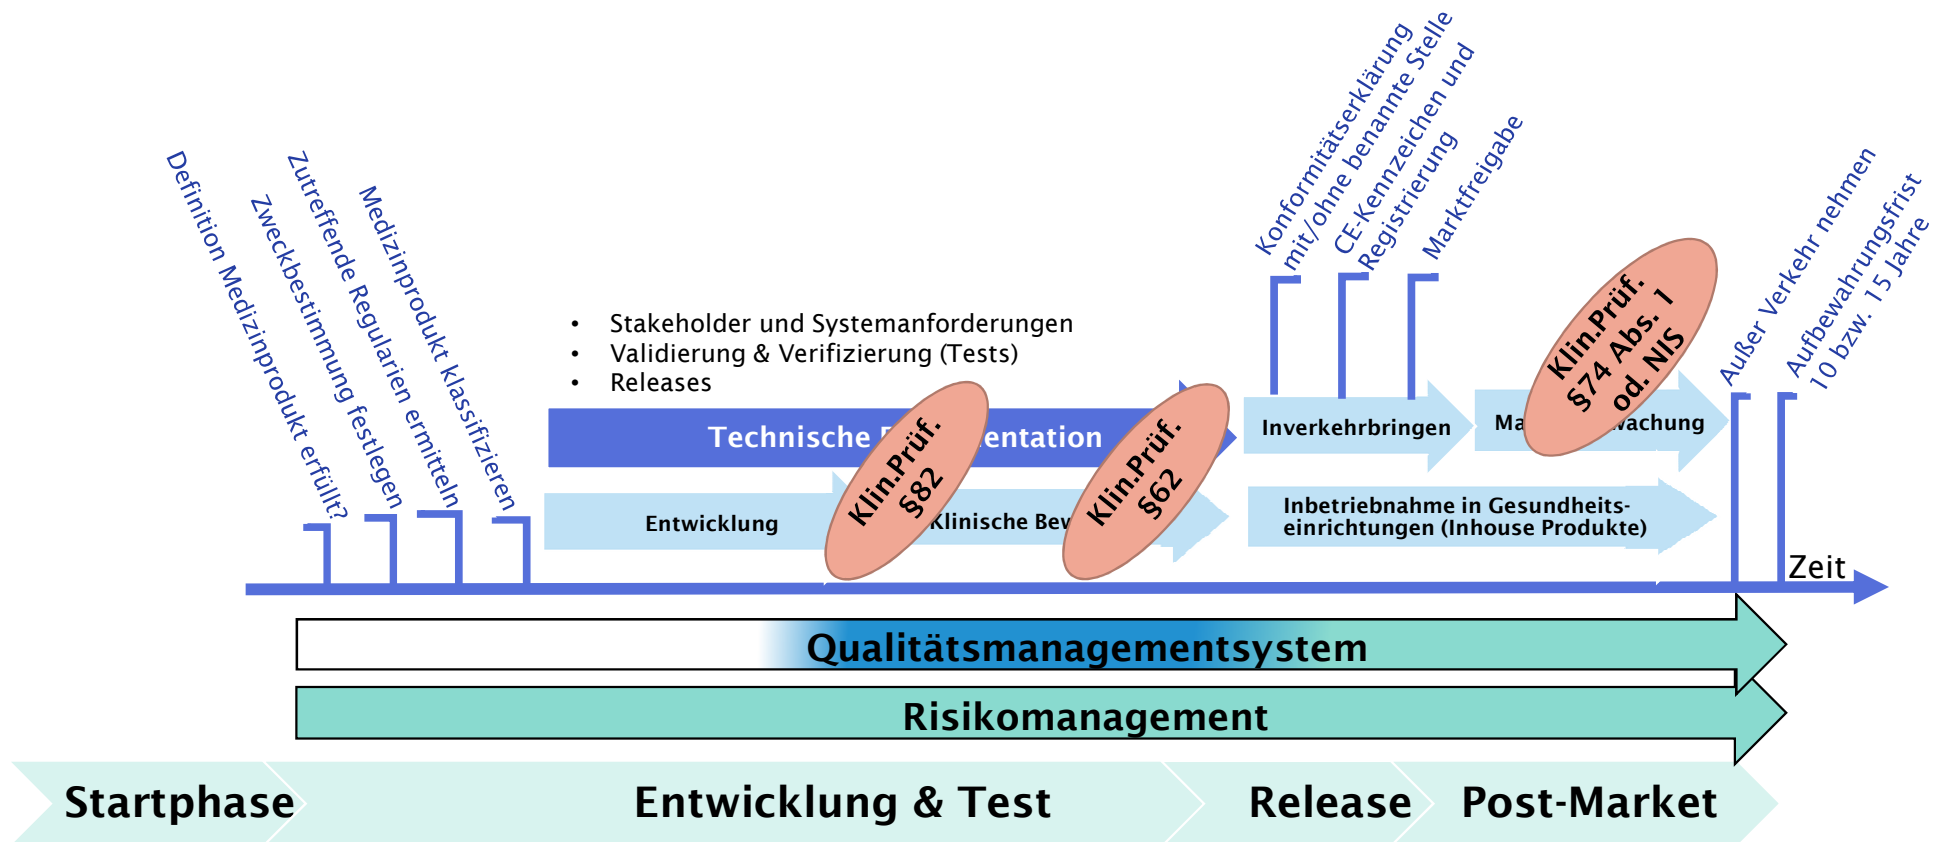 Definition Medizinprodukt erfüllt?
Zweckbestimmung festlegen
Zutreffende Regularien ermitteln
Medizinprodukt klassifizieren
• Stakeholder und Systemanforderungen
• Validierung & Verifizierung (Tests)
• Releases
Konformitätserklärung
mit/ohne benannte Stelle
CE-Kennzeichen und
Registrierung
Marktfreigabe
Außer Verkehr nehmen
Aufbewahrungsfrist
10 bzw. 15 Jahre
Technische
entation
Klin.Prüf.
§82
Klin.Prüf.
§62
Inverkehrbringen
Klin.Prüf.
§74 Abs. 1
od. NIS
Entwicklung
Klinische
Inbetriebnahme in Gesundheits-
einrichtungen (Inhouse Produkte)
Zeit
Qualitätsmanagementsystem
Risikomanagement
Startphase
Entwicklung & Test
Release
Post-Market